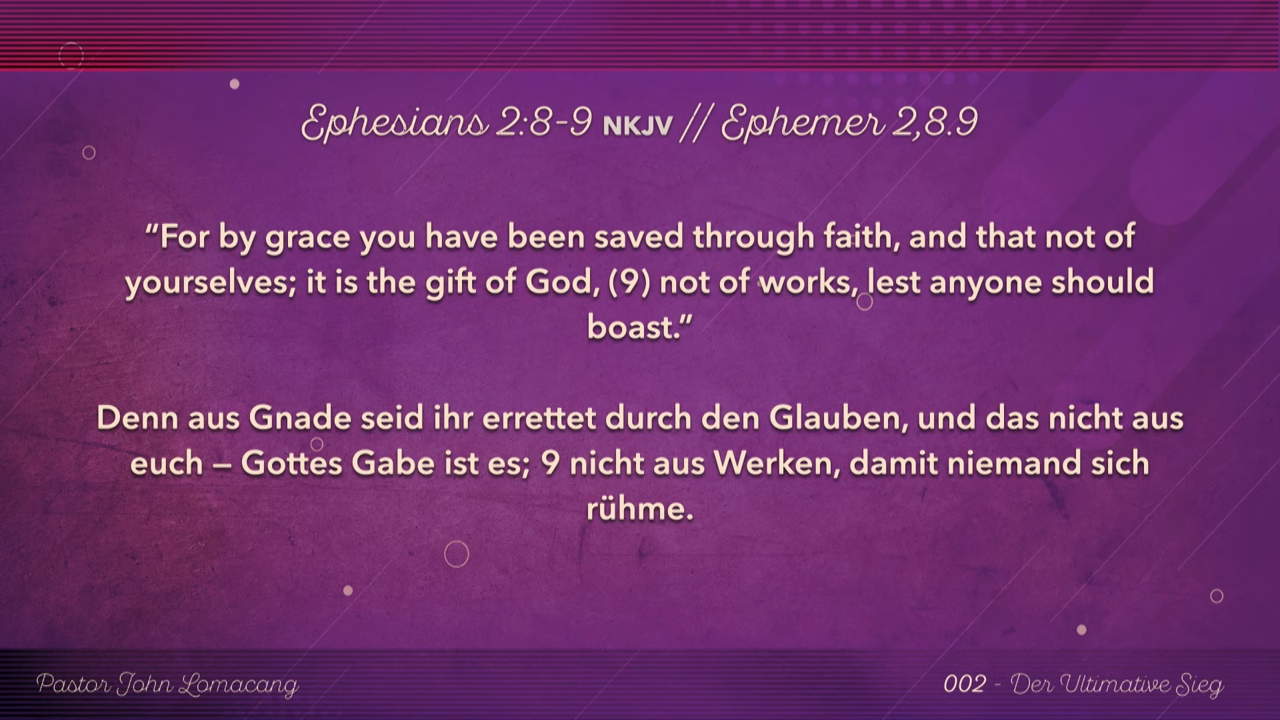 Ephesians 2:8-9 NKJV // Ephemer 2,8.9
“For by grace you have been saved through faith, and that not of
yourselves; it is the gift of God, (9) not of works, lest anyone should
boast.”
Denn aus Gnade seid ihr errettet durch den Glauben, und das nicht aus
euch – Gottes Gabe ist es; 9 nicht aus Werken, damit niemand sich
rühme.
Pastor John Lomacang
002 - Der Ultimative Sieg